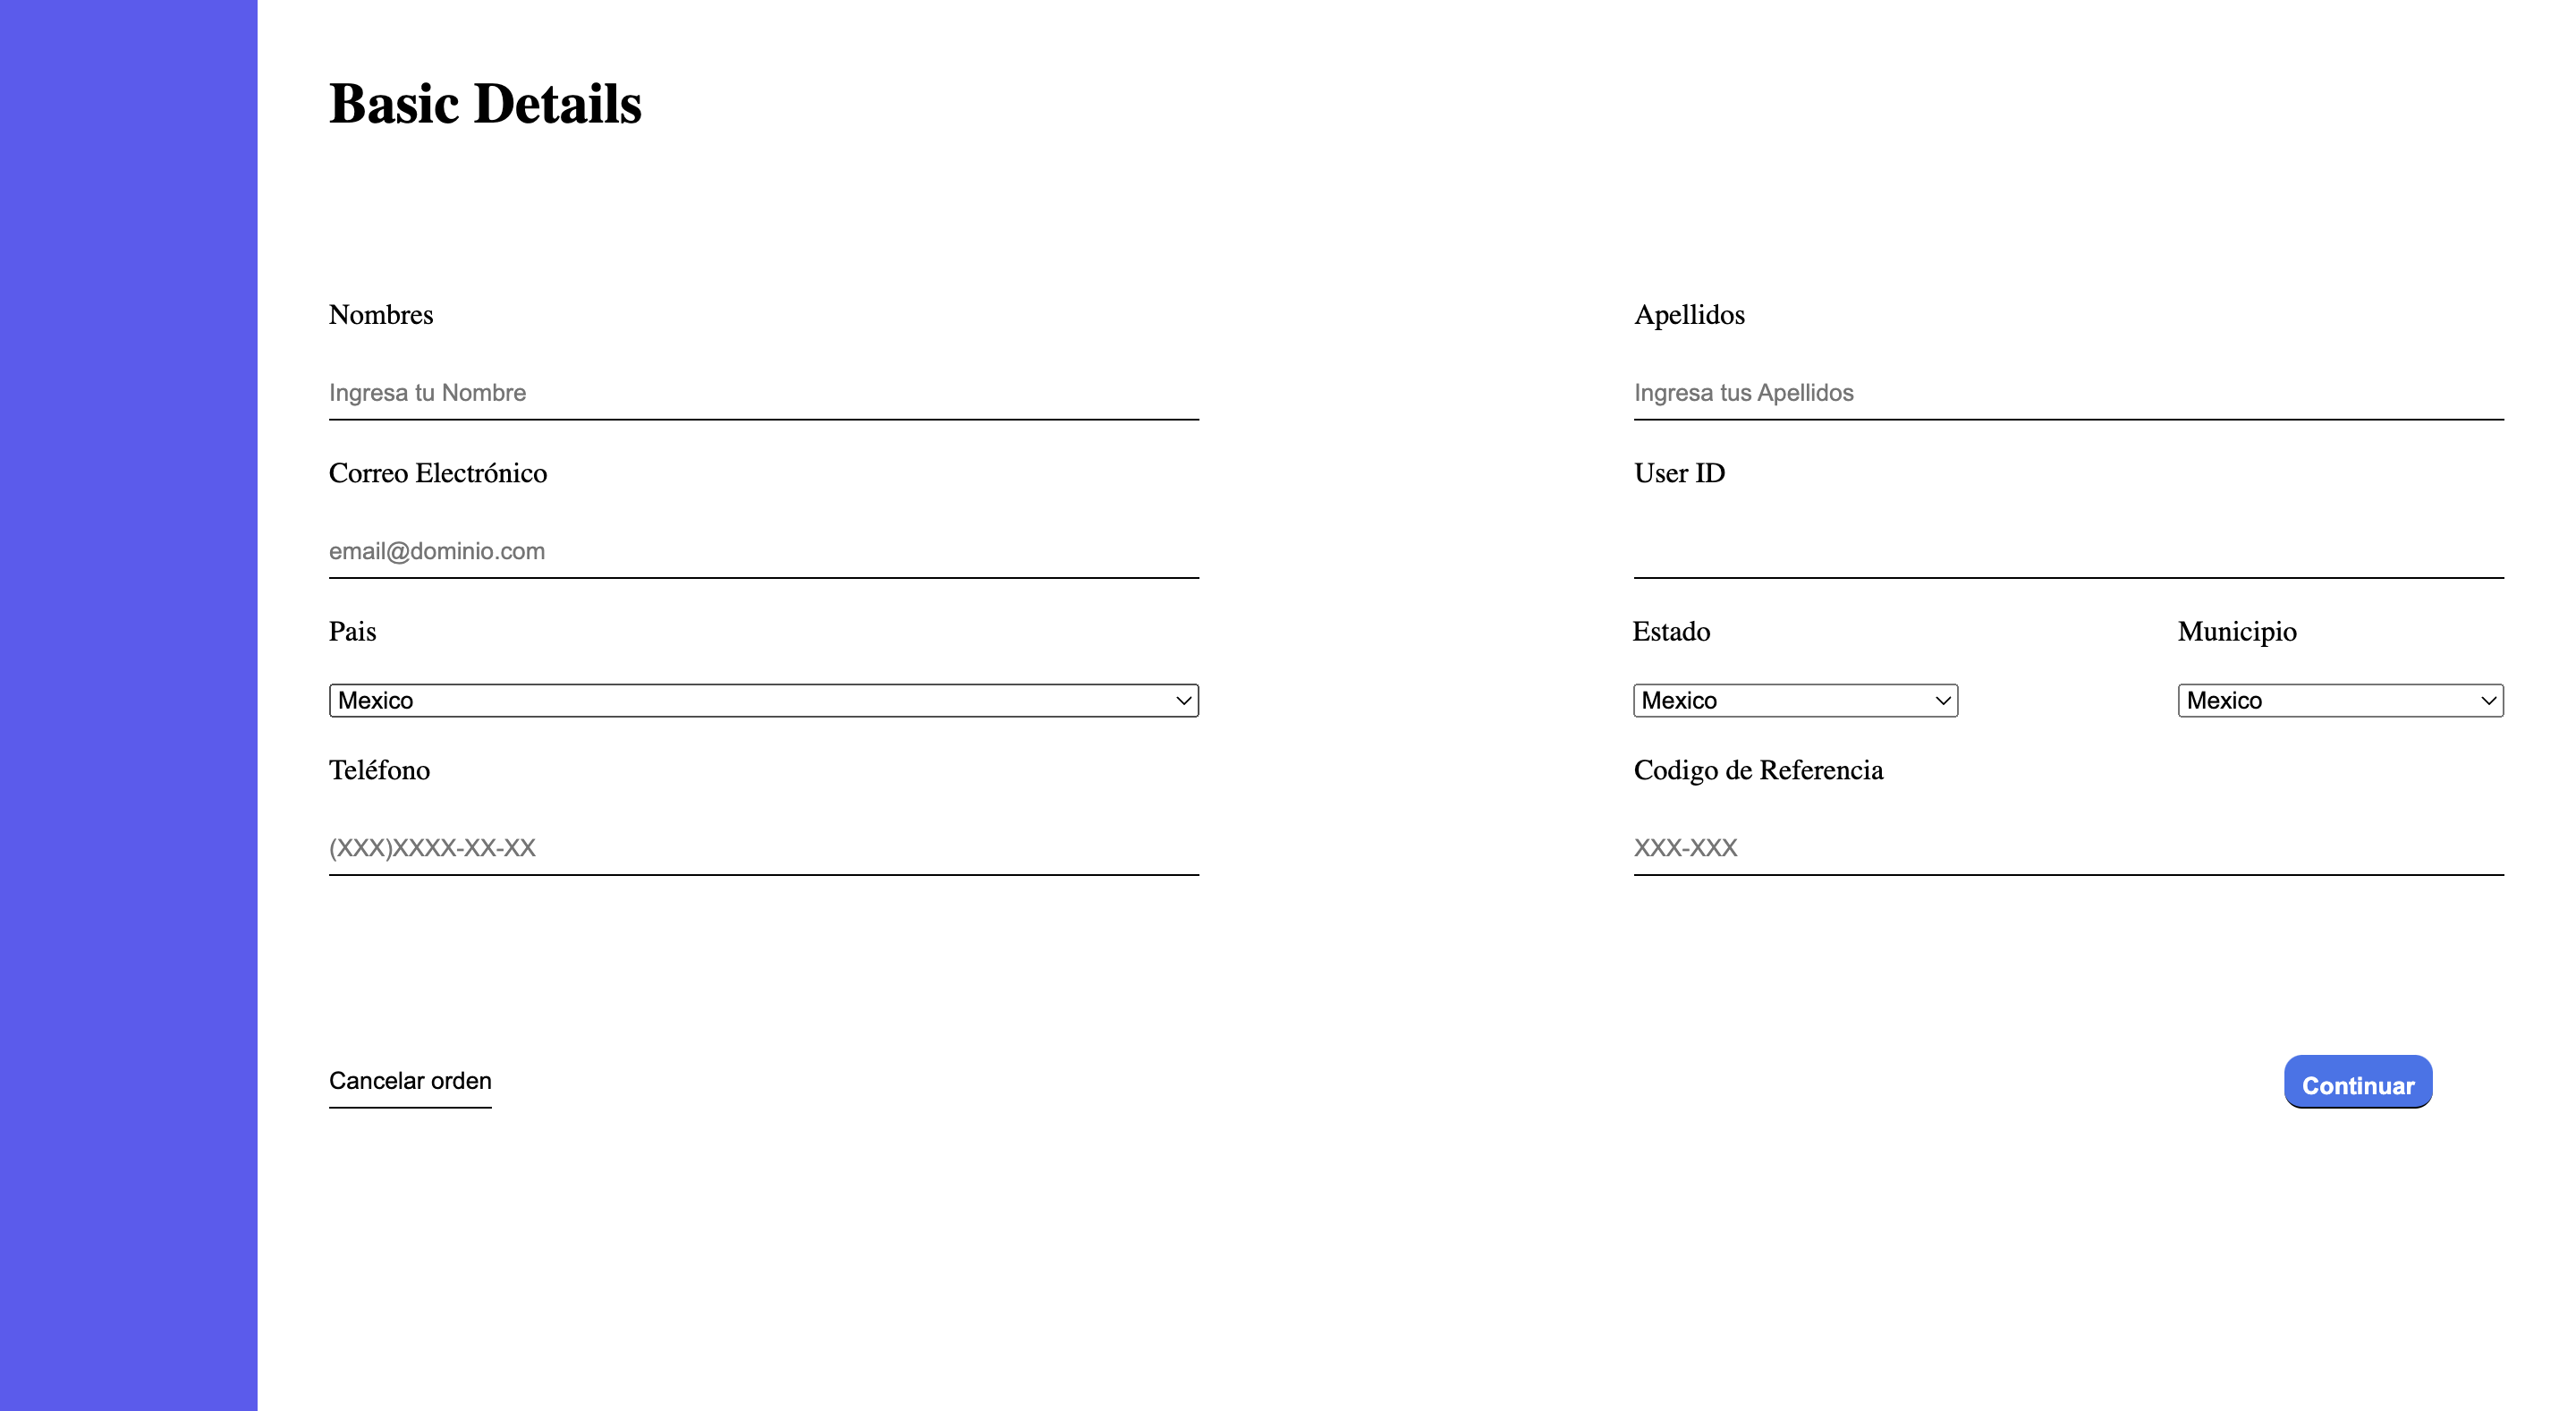 Basic Details
Nombres
Apellidos
Ingresa tu Nombre
Ingresa tus Apellidos
Correo Electrónico
User ID
email@dominio.com
Pais
Estado
Municipio
Mexico
Mexico
Mexico
Teléfono
Codigo de Referencia
(XXX)XXXX-XX-XX
XXX-XXX
Cancelar orden
Continuar